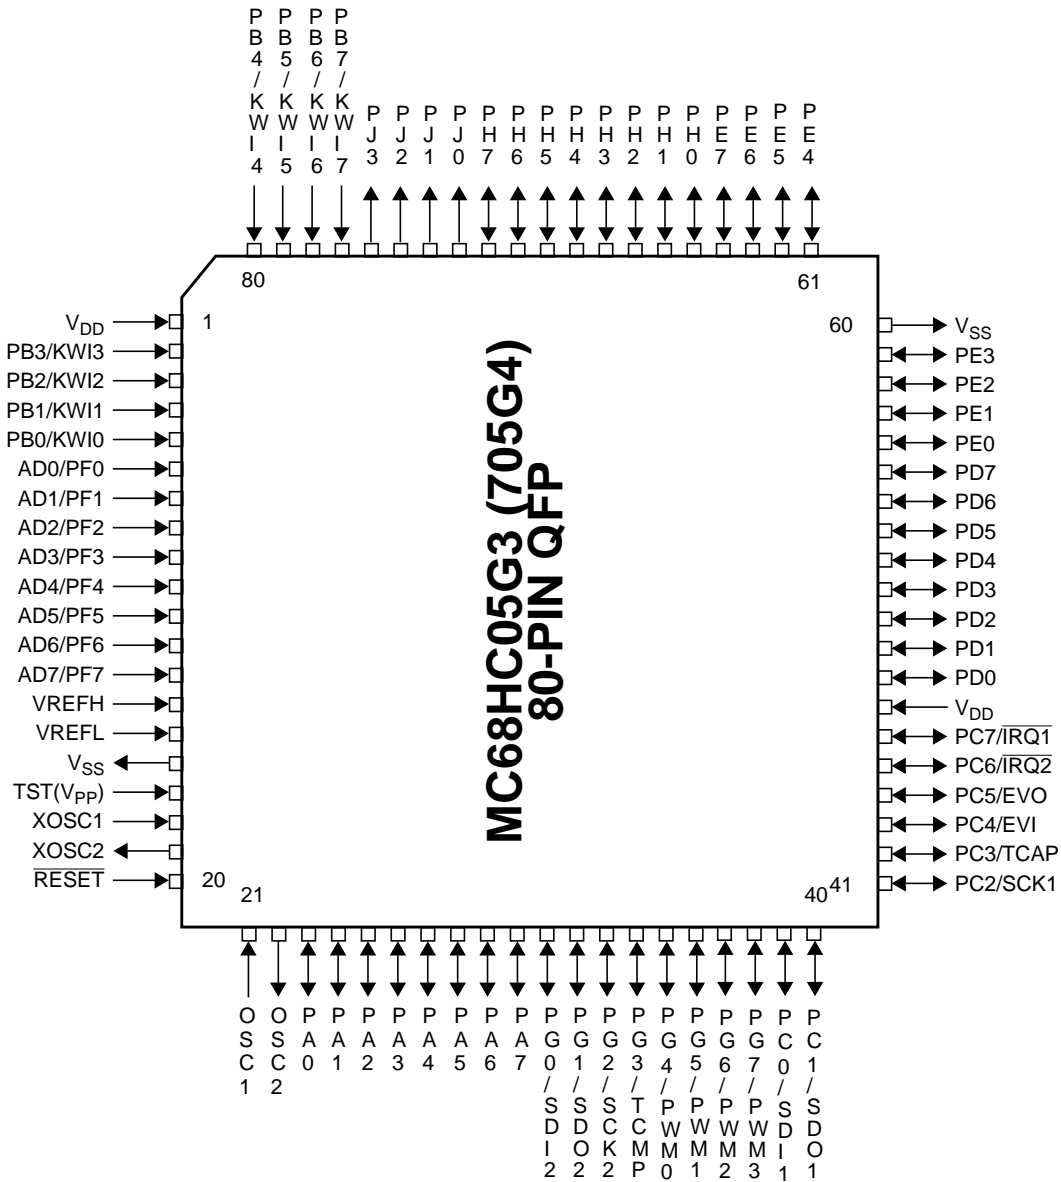 PB4/KWI4
PB5/KWI5
PB6/KWI6
PB7/KWI7
PJ3
PJ2
PJ1
PJ0
PH7
PH6
PH5
PH4
PH3
PH2
PH1
PH0
PE7
PE6
PE5
PE4
80
61
1
60
VDD
PB3/KWI3
PB2/KWI2
PB1/KWI1
PB0/KWI0
AD0/PF0
AD1/PF1
AD2/PF2
AD3/PF3
AD4/PF4
AD5/PF5
AD6/PF6
AD7/PF7
VREFH
VREFL
VSS
TST(VPP)
XOSC1
XOSC2
RESET
MC68HC05G3 (705G4)
80-PIN QFP
VSS
PE3
PE2
PE1
PE0
PD7
PD6
PD5
PD4
PD3
PD2
PD1
PD0
VDD
PC7/IRQ1
PC6/IRQ2
PC5/EVO
PC4/EVI
PC3/TCAP
PC2/SCK1
20
21
40
41
OSC1
OSC2
PA0
PA1
PA2
PA3
PA4
PA5
PA6
PA7
PG0/SDI2
PG1/SDO2
PG2/SCK2
PG3/TCMP
PG4/PWM0
PG5/PWM1
PG6/PWM2
PG7/PWM3
PC0/SDI1
PC1/SDO1